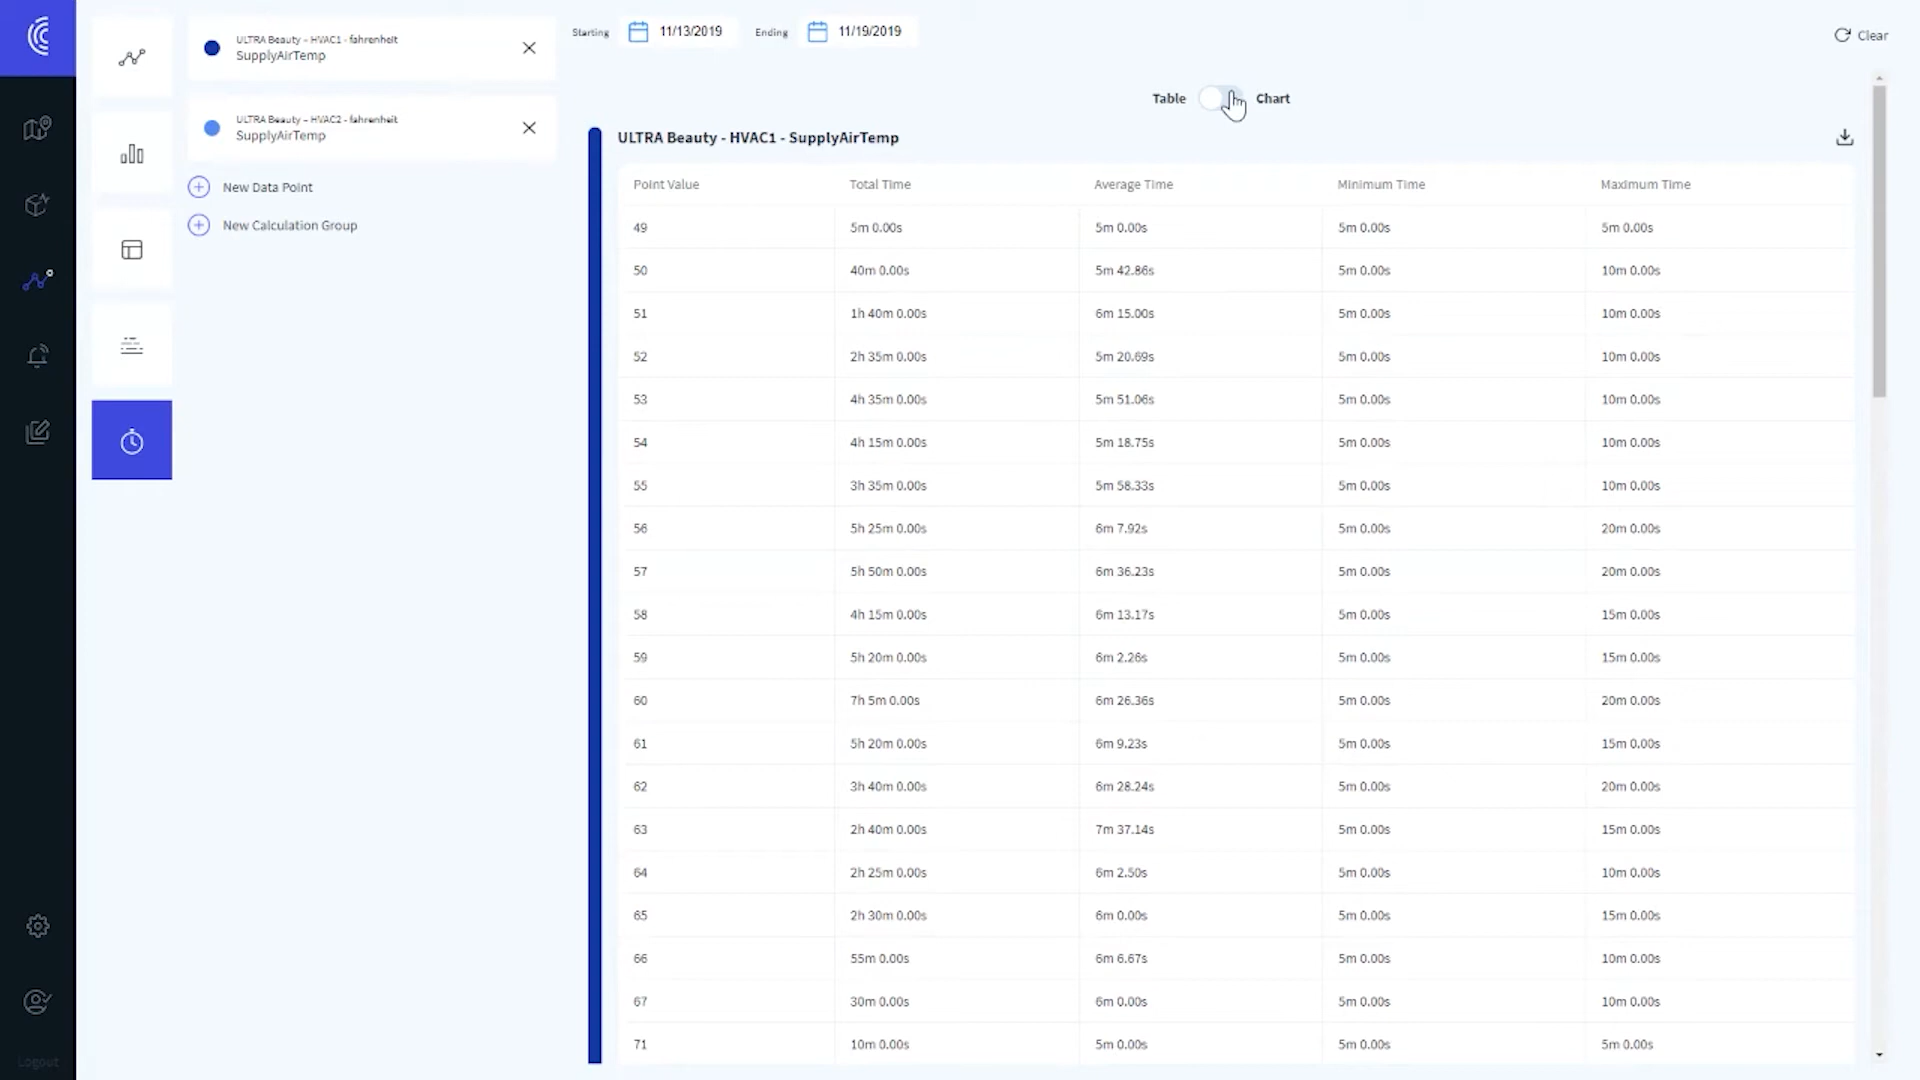 ULTRA Beauty - HVAC1 - fahrenheit
SupplyAirTemp
ULTRA Beauty - HVAC2 - fahrenheit
SupplyAirTemp
New Data Point
New Calculation Group
Starting 11/13/2019 Ending 11/19/2019
Clear
Table Chart
ULTRA Beauty - HVAC1 - SupplyAirTemp
Point Value Total Time Average Time Minimum Time Maximum Time
49 5m 0.00s 5m 0.00s 5m 0.00s 5m 0.00s
50 40m 0.00s 5m 42.86s 5m 0.00s 10m 0.00s
51 1h 40m 0.00s 6m 15.00s 5m 0.00s 10m 0.00s
52 2h 35m 0.00s 5m 20.69s 5m 0.00s 10m 0.00s
53 4h 35m 0.00s 5m 51.06s 5m 0.00s 10m 0.00s
54 4h 15m 0.00s 5m 18.75s 5m 0.00s 10m 0.00s
55 3h 35m 0.00s 5m 58.33s 5m 0.00s 10m 0.00s
56 5h 25m 0.00s 6m 7.92s 5m 0.00s 20m 0.00s
57 5h 50m 0.00s 6m 36.23s 5m 0.00s 20m 0.00s
58 4h 15m 0.00s 6m 13.17s 5m 0.00s 15m 0.00s
59 5h 20m 0.00s 6m 2.26s 5m 0.00s 15m 0.00s
60 7h 5m 0.00s 6m 26.36s 5m 0.00s 20m 0.00s
61 5h 20m 0.00s 6m 9.23s 5m 0.00s 15m 0.00s
62 3h 40m 0.00s 6m 28.24s 5m 0.00s 20m 0.00s
63 2h 40m 0.00s 7m 37.14s 5m 0.00s 15m 0.00s
64 2h 25m 0.00s 6m 2.50s 5m 0.00s 10m 0.00s
65 2h 30m 0.00s 6m 0.00s 5m 0.00s 15m 0.00s
66 55m 0.00s 6m 6.67s 5m 0.00s 10m 0.00s
67 30m 0.00s 6m 0.00s 5m 0.00s 10m 0.00s
71 10m 0.00s 5m 0.00s 5m 0.00s 5m 0.00s
Logout